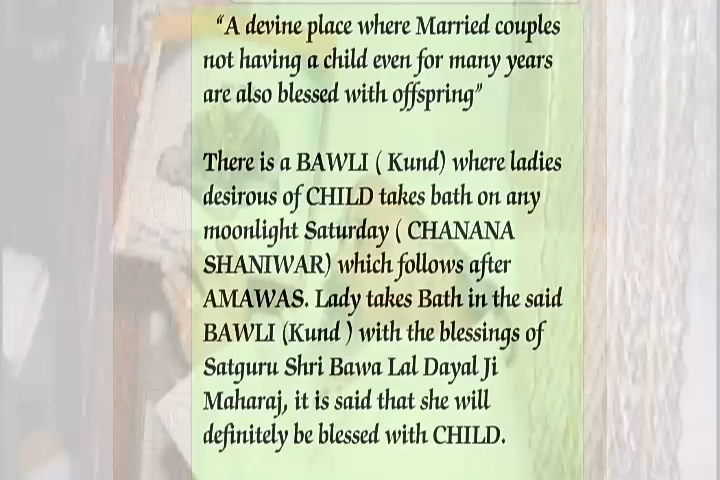 “A devine place where Married couples
not having a child even for many years
are also blessed with offspring”
There is a BAWLI ( Kund) where ladies
desirous of CHILD takes bath on any
moonlight Saturday ( CHANANA
SHANIWAR) which follows after
AMAWAS. Lady takes Bath in the said
BAWLI (Kund ) with the blessings of
Satguru Shri Bawa Lal Dayal Ji
Maharaj, it is said that she will
definitely be blessed with CHILD.